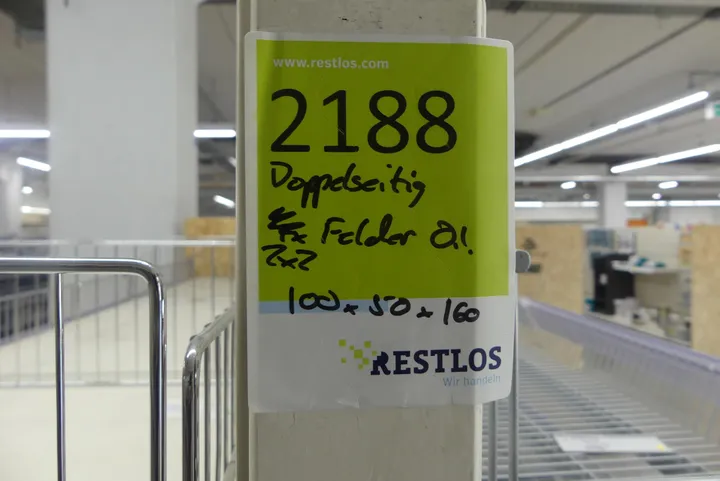 www.restlos.com
2188
Doppelseitig
Felder
2x2
100 x 50 x 160
RESTLOS
Wir handeln